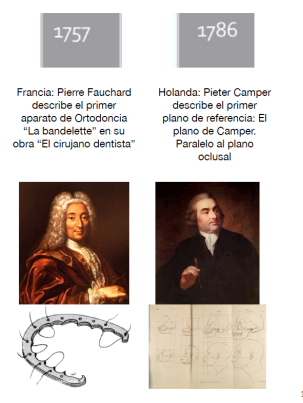 1757
Francia: Pierre Fauchard
describe el primer
aparato de Ortodoncia
“La bandelette” en su
obra “El cirujano dentista”
1786
Holanda: Pieter Camper
describe el primer
plano de referencia: El
plano de Camper.
Paralelo al plano
oclusal